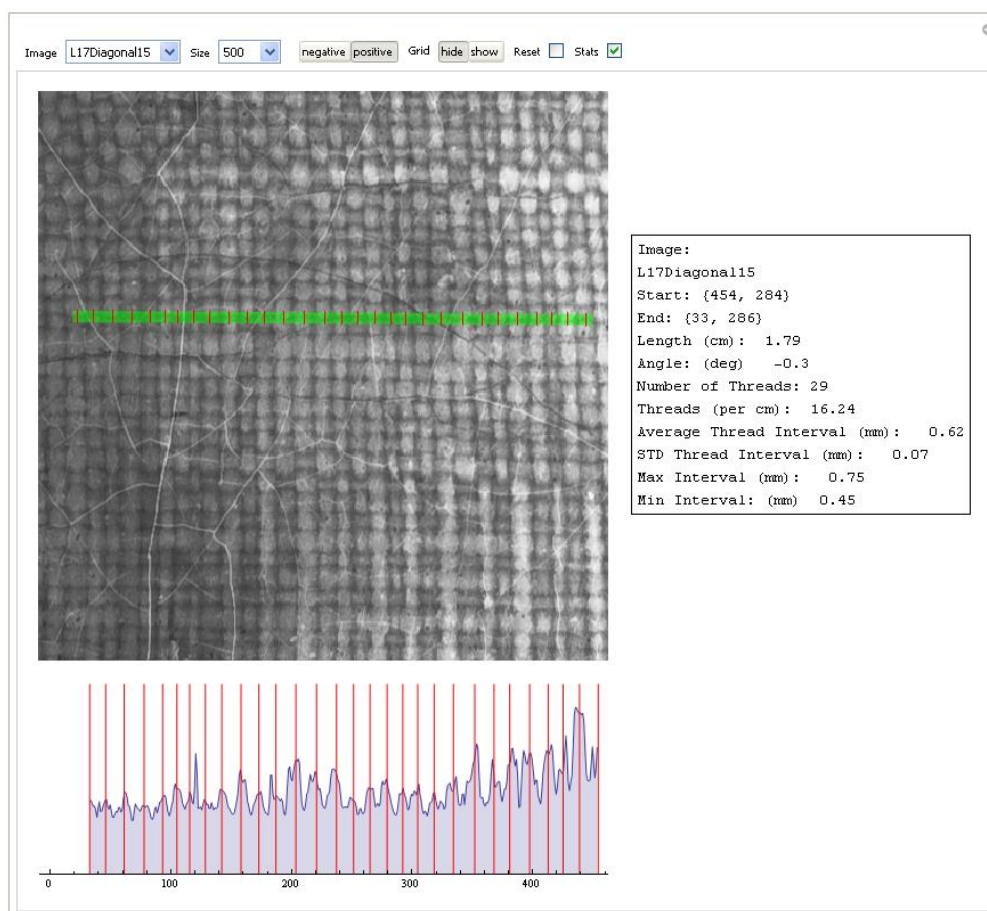 Image L17Diagonal15 Size 500 negative positive Grid hide show Reset Stats
Image:
L17Diagonal15
Start: {454, 284}
End: {33, 286}
Length (cm): 1.79
Angle: (deg) -0.3
Number of Threads: 29
Threads (per cm): 16.24
Average Thread Interval (mm): 0.62
STD Thread Interval (mm): 0.07
Max Interval (mm): 0.75
Min Interval: (mm) 0.45
0 100 200 300 400